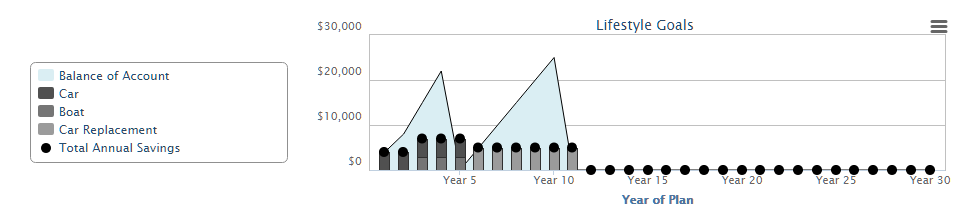 Lifestyle Goals
$30,000
$20,000
$10,000
$0
Balance of Account
Car
Boat
Car Replacement
Total Annual Savings
Year 5 Year 10 Year 15 Year 20 Year 25 Year 30
Year of Plan